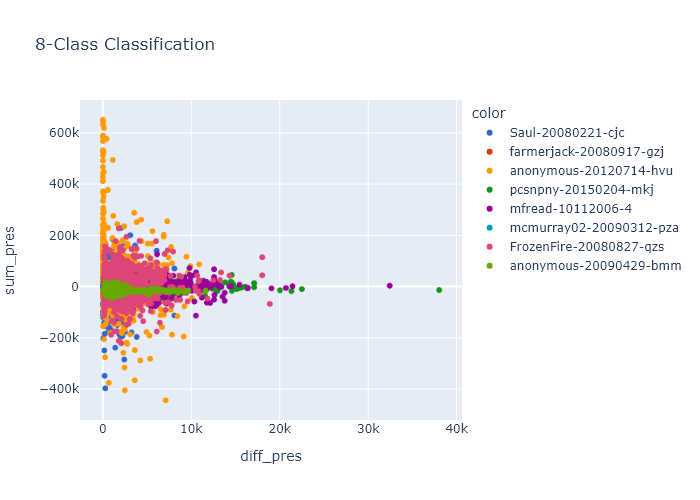 8-Class Classification
color
Saul-20080221-cjc
farmerjack-20080917-gzj
anonymous-20120714-hvu
pcsnpny-20150204-mkj
mfread-10112006-4
mcmurray02-20090312-pza
FrozenFire-20080827-qzs
anonymous-20090429-bmm
600k
400k
200k
0
−200k
−400k
sum_pres
0
10k
20k
30k
40k
diff_pres